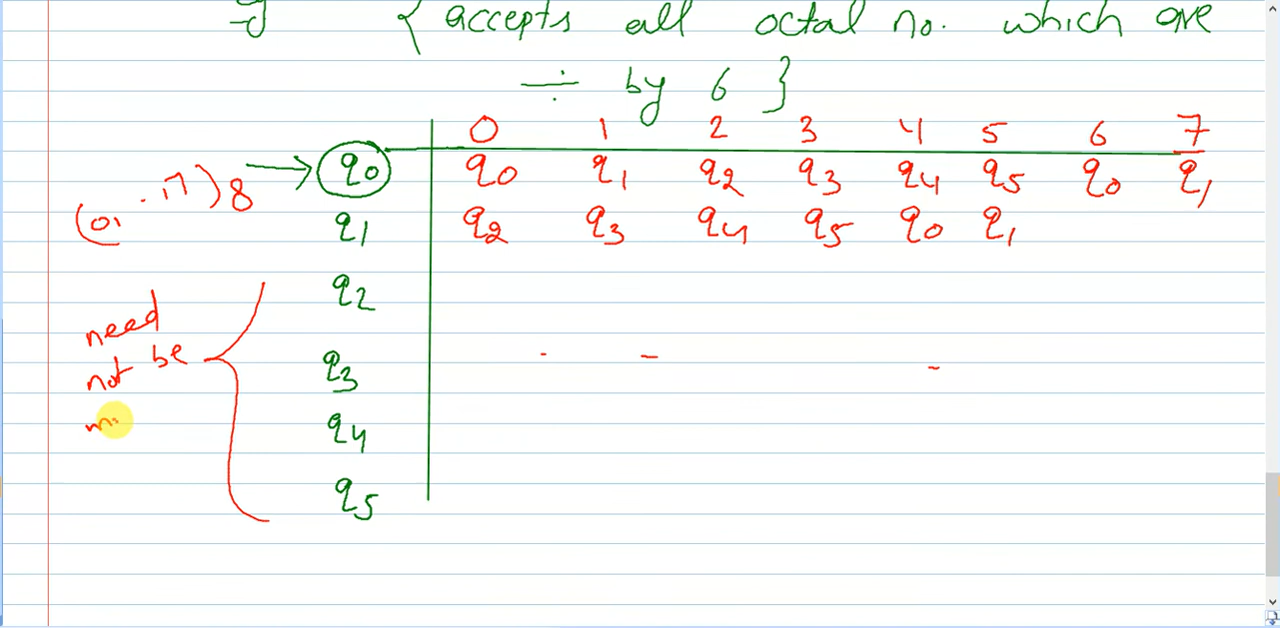 { accepts all octal no. which are
÷ by 6 }
0 1 2 3 4 5 6 7
(0,..,7)8 → q0 q0 q1 q2 q3 q4 q5 q0 q1
q1 q2 q3 q4 q5 q0 q1
q2
need
not be q3
q4
q5